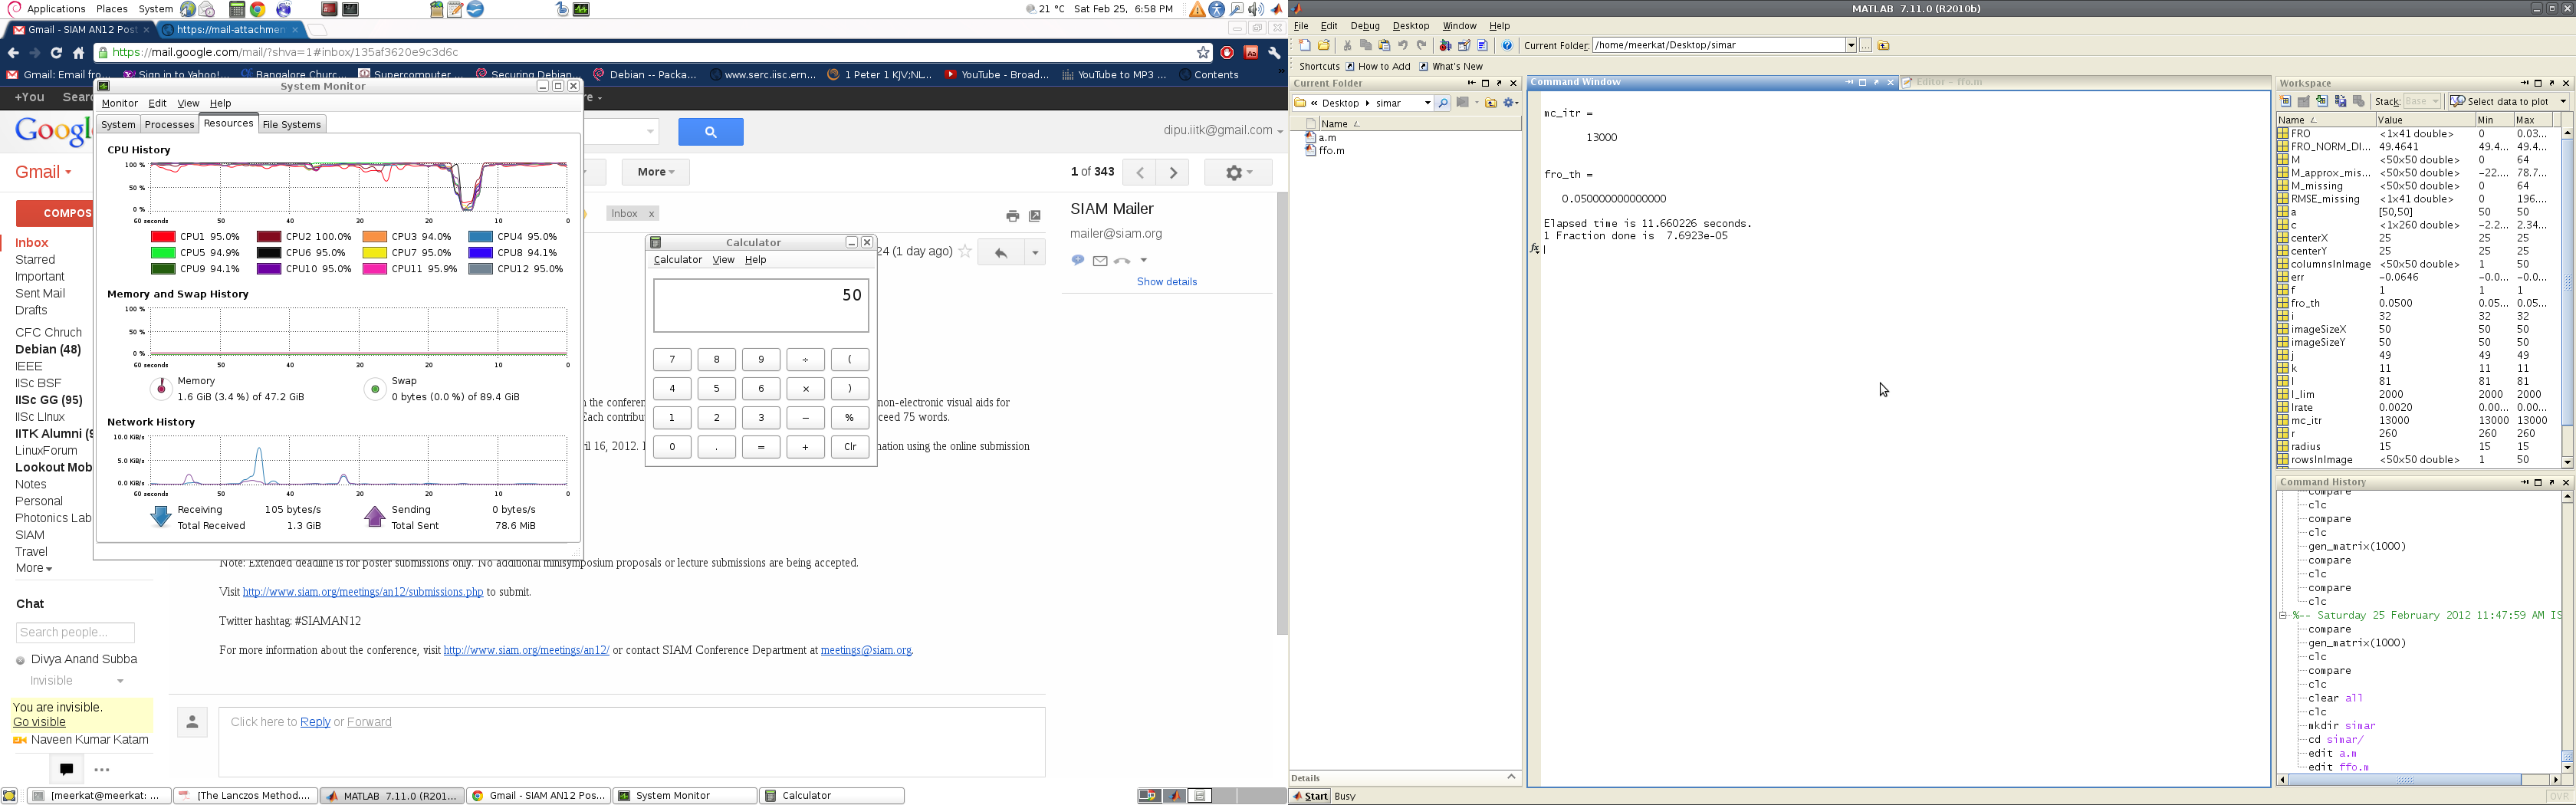 Applications Places System
21 °C Sat Feb 25, 6:58 PM
Gmail - SIAM AN12 Post
https://mail-attachmen
https://mail.google.com/mail/?shva=1#inbox/135af3620e9c3d6c
Gmail: Email fro... Sign in to Yahoo!... Bangalore Churc... Supercomputer ... Securing Debian... Debian -- Packa... www.serc.iisc.ern... 1 Peter 1 KJV;NL... YouTube - Broad... YouTube to MP3 ... Contents
+You Sear
dipu.iitk@gmail.com
Gmail
More
1 of 343
COMPOS
Inbox
Starred
Important
Sent Mail
Drafts
CFC Chruch
Debian (48)
IEEE
IISc BSF
IISc GG (95)
IISc LInux
IITK Alumni (9
LinuxForum
Lookout Mob
Notes
Personal
Photonics Lab
SIAM
Travel
More
Chat
Search people...
Divya Anand Subba
Invisible
You are invisible.
Go visible
Naveen Kumar Katam
System Monitor
Monitor Edit View Help
System Processes Resources File Systems
CPU History
100 %
50 %
0 %
60 seconds 50 40 30 20 10 0
CPU1 95.0% CPU2 100.0% CPU3 94.0% CPU4 95.0%
CPU5 94.9% CPU6 95.0% CPU7 95.0% CPU8 94.1%
CPU9 94.1% CPU10 95.0% CPU11 95.9% CPU12 95.0%
Memory and Swap History
100 %
50 %
0 %
60 seconds 50 40 30 20 10 0
Memory
1.6 GiB (3.4 %) of 47.2 GiB
Swap
0 bytes (0.0 %) of 89.4 GiB
Network History
10.0 KiB/s
5.0 KiB/s
0.0 KiB/s
60 seconds 50 40 30 20 10 0
Receiving 105 bytes/s
Total Received 1.3 GiB
Sending 0 bytes/s
Total Sent 78.6 MiB
Inbox x
24 (1 day ago)
SIAM Mailer
mailer@siam.org
Show details
Calculator
Calculator View Help
50
7 8 9 ÷ (
4 5 6 × )
1 2 3 − %
0 . = + Clr
n the conferen
non-electronic visual aids for
Each contribut
ceed 75 words.
ril 16, 2012.
nation using the online submission
Note: Extended deadline is for poster submissions only. No additional minisymposium proposals or lecture submissions are being accepted.
Visit http://www.siam.org/meetings/an12/submissions.php to submit.
Twitter hashtag: #SIAMAN12
For more information about the conference, visit http://www.siam.org/meetings/an12/ or contact SIAM Conference Department at meetings@siam.org.
Click here to Reply or Forward
[meerkat@meerkat: ...
[The Lanczos Method....
MATLAB 7.11.0 (R201...
Gmail - SIAM AN12 Pos...
System Monitor
Calculator
MATLAB 7.11.0 (R2010b)
File Edit Debug Desktop Window Help
Current Folder: /home/meerkat/Desktop/simar
Shortcuts How to Add What's New
Current Folder
« Desktop simar
Name
a.m
ffo.m
Details
Start Busy
Command Window
Editor - ffo.m
mc_itr =
13000
fro_th =
0.050000000000000
Elapsed time is 11.660226 seconds.
1 Fraction done is 7.6923e-05
fx
Workspace
Stack: Base
Select data to plot
Name Value Min Max
FRO <1x41 double> 0 0.03...
FRO_NORM_DI... 49.4641 49.4... 49.4...
M <50x50 double> 0 64
M_approx_mis... <50x50 double> -22.... 78.7...
M_missing <50x50 double> 0 64
RMSE_missing <1x41 double> 0 196....
a [50,50] 50 50
c <1x260 double> -2.2... 2.34...
centerX 25 25 25
centerY 25 25 25
columnsInImage <50x50 double> 1 50
err -0.0646 -0.0... -0.0...
f 1 1 1
fro_th 0.0500 0.05... 0.05...
i 32 32 32
imageSizeX 50 50 50
imageSizeY 50 50 50
j 49 49 49
k 11 11 11
l 81 81 81
l_lim 2000 2000 2000
lrate 0.0020 0.00... 0.00...
mc_itr 13000 13000 13000
r 260 260 260
radius 15 15 15
rowsInImage <50x50 double> 1 50
Command History
compare
clc
compare
clc
gen_matrix(1000)
compare
clc
compare
clc
%-- Saturday 25 February 2012 11:47:59 AM IS
compare
gen_matrix(1000)
clc
compare
clc
clear all
clc
mkdir simar
cd simar/
edit a.m
edit ffo.m
OVR